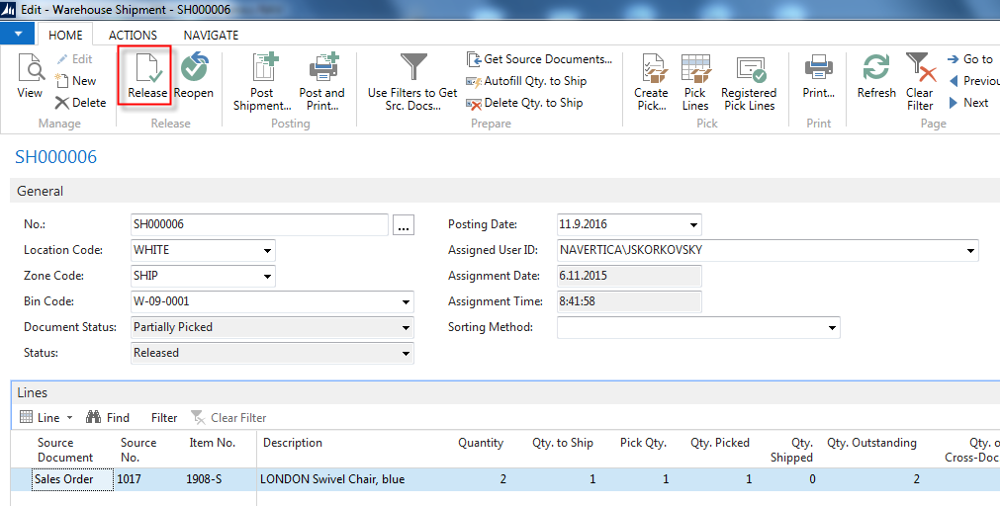 Edit - Warehouse Shipment - SH000006
HOME ACTIONS NAVIGATE
View
Edit
New
Delete
Manage
Release Reopen
Release
Post Shipment...
Post and Print...
Posting
Use Filters to Get Src. Docs...
Get Source Documents...
Autofill Qty. to Ship
Delete Qty. to Ship
Prepare
Create Pick...
Pick Lines
Registered Pick Lines
Pick
Print...
Print
Refresh
Clear Filter
Go to
Previou
Next
Page
SH000006
General
No.: SH000006 ...
Location Code: WHITE
Zone Code: SHIP
Bin Code: W-09-0001
Document Status: Partially Picked
Status: Released
Posting Date: 11.9.2016
Assigned User ID: NAVERTICA\JSKORKOVSKY
Assignment Date: 6.11.2015
Assignment Time: 8:41:58
Sorting Method:
Lines
Line Find Filter Clear Filter
Source Document Source No. Item No. Description Quantity Qty. to Ship Pick Qty. Qty. Picked Qty. Shipped Qty. Outstanding Qty. o Cross-Doc
Sales Order 1017 1908-S LONDON Swivel Chair, blue 2 1 1 1 0 2